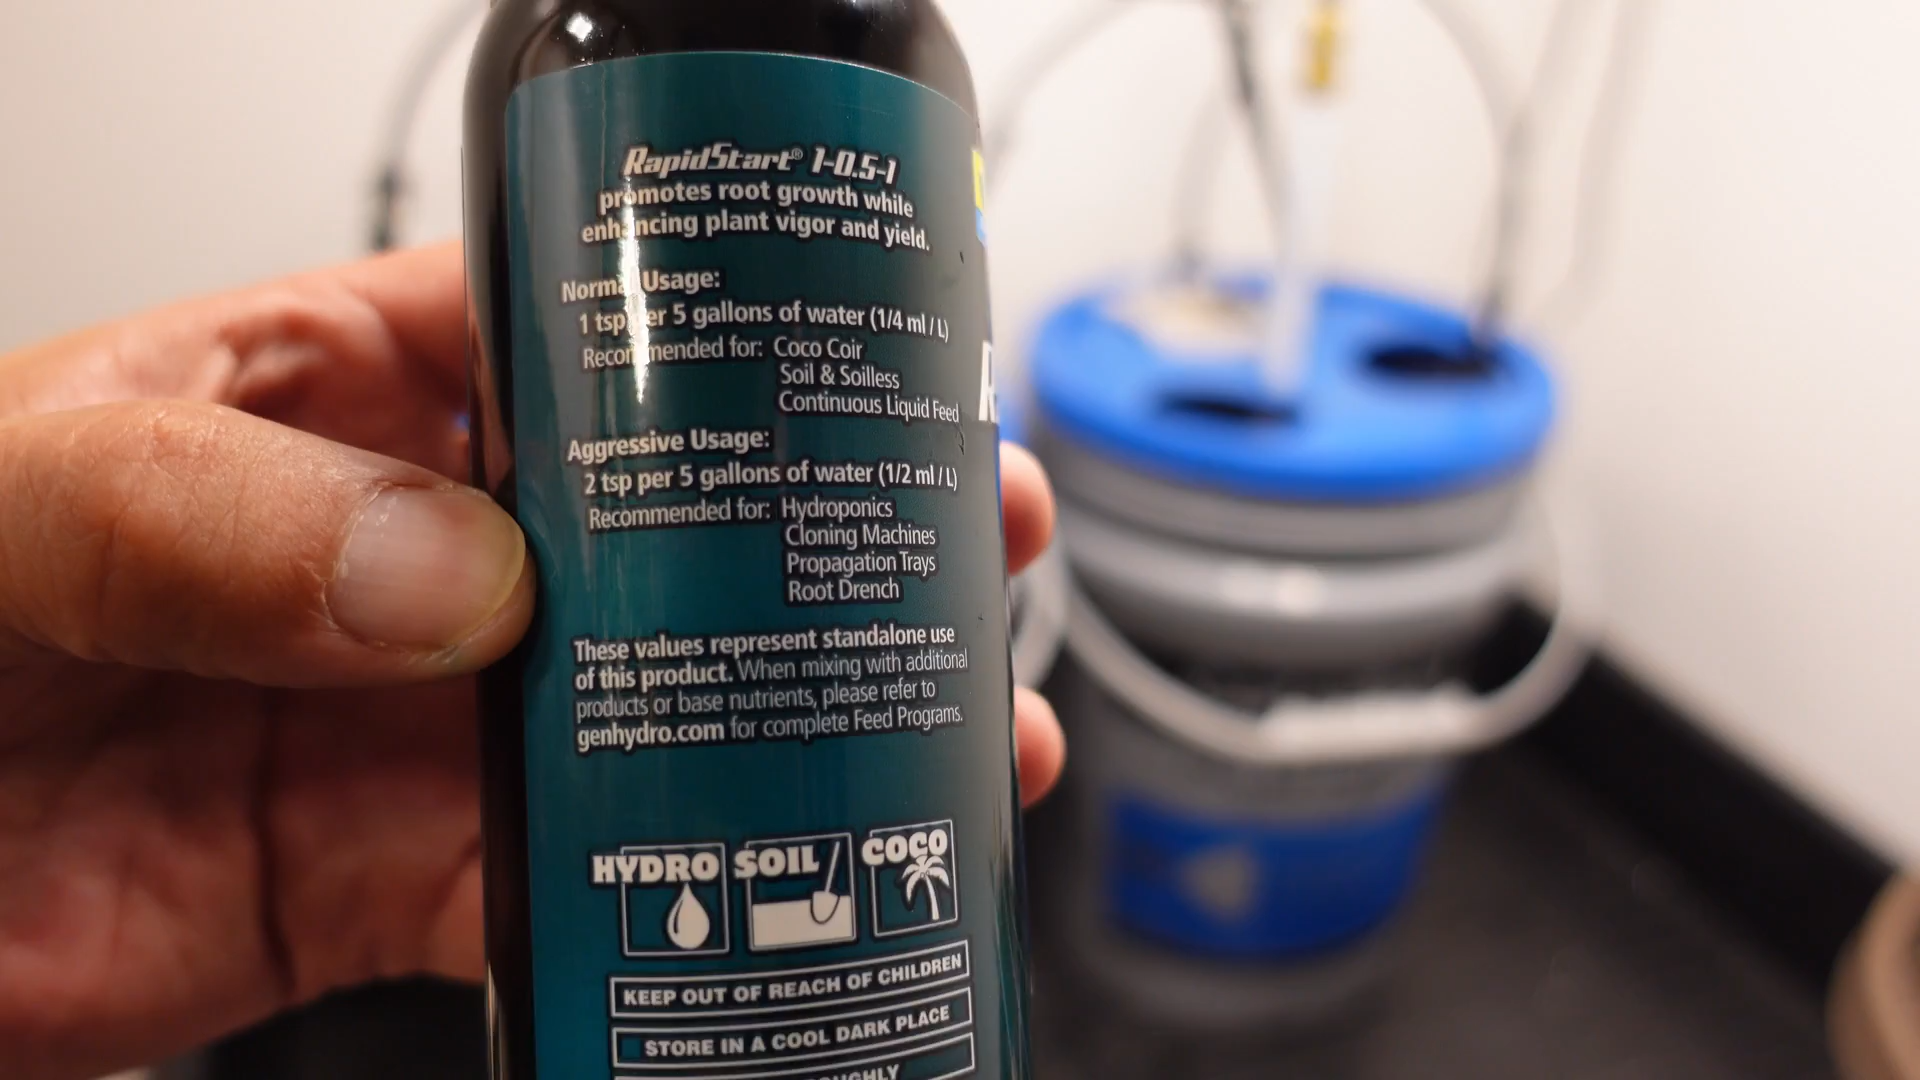 RapidStart® 1-0.5-1
promotes root growth while
enhancing plant vigor and yield.
Normal Usage:
1 tsp per 5 gallons of water (1/4 ml / L)
Recommended for: Coco Coir
Soil & Soilless
Continuous Liquid Feed
Aggressive Usage:
2 tsp per 5 gallons of water (1/2 ml / L)
Recommended for: Hydroponics
Cloning Machines
Propagation Trays
Root Drench
These values represent standalone use
of this product. When mixing with additional
products or base nutrients, please refer to
genhydro.com for complete Feed Programs.
HYDRO SOIL COCO
KEEP OUT OF REACH OF CHILDREN
STORE IN A COOL DARK PLACE